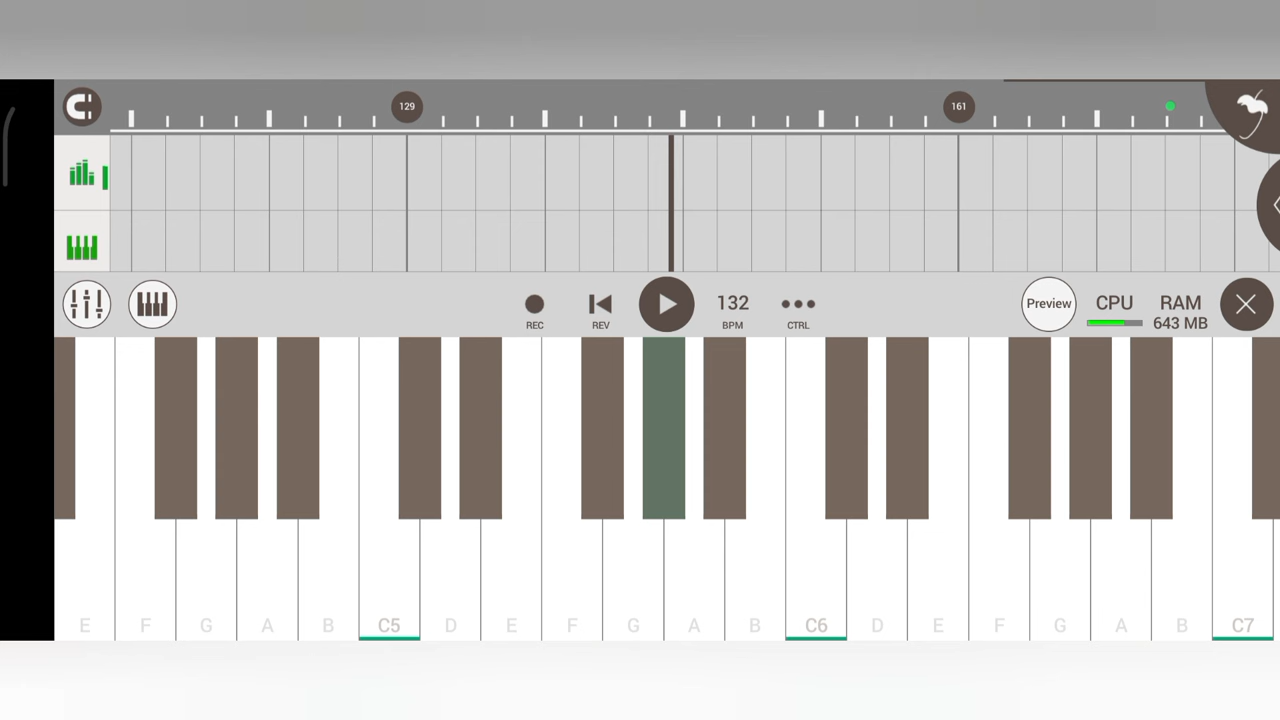 129 161
Preview
132 CPU RAM
REC REV BPM CTRL 643 MB
E F G A B C5 D E F G A B C6 D E F G A B C7